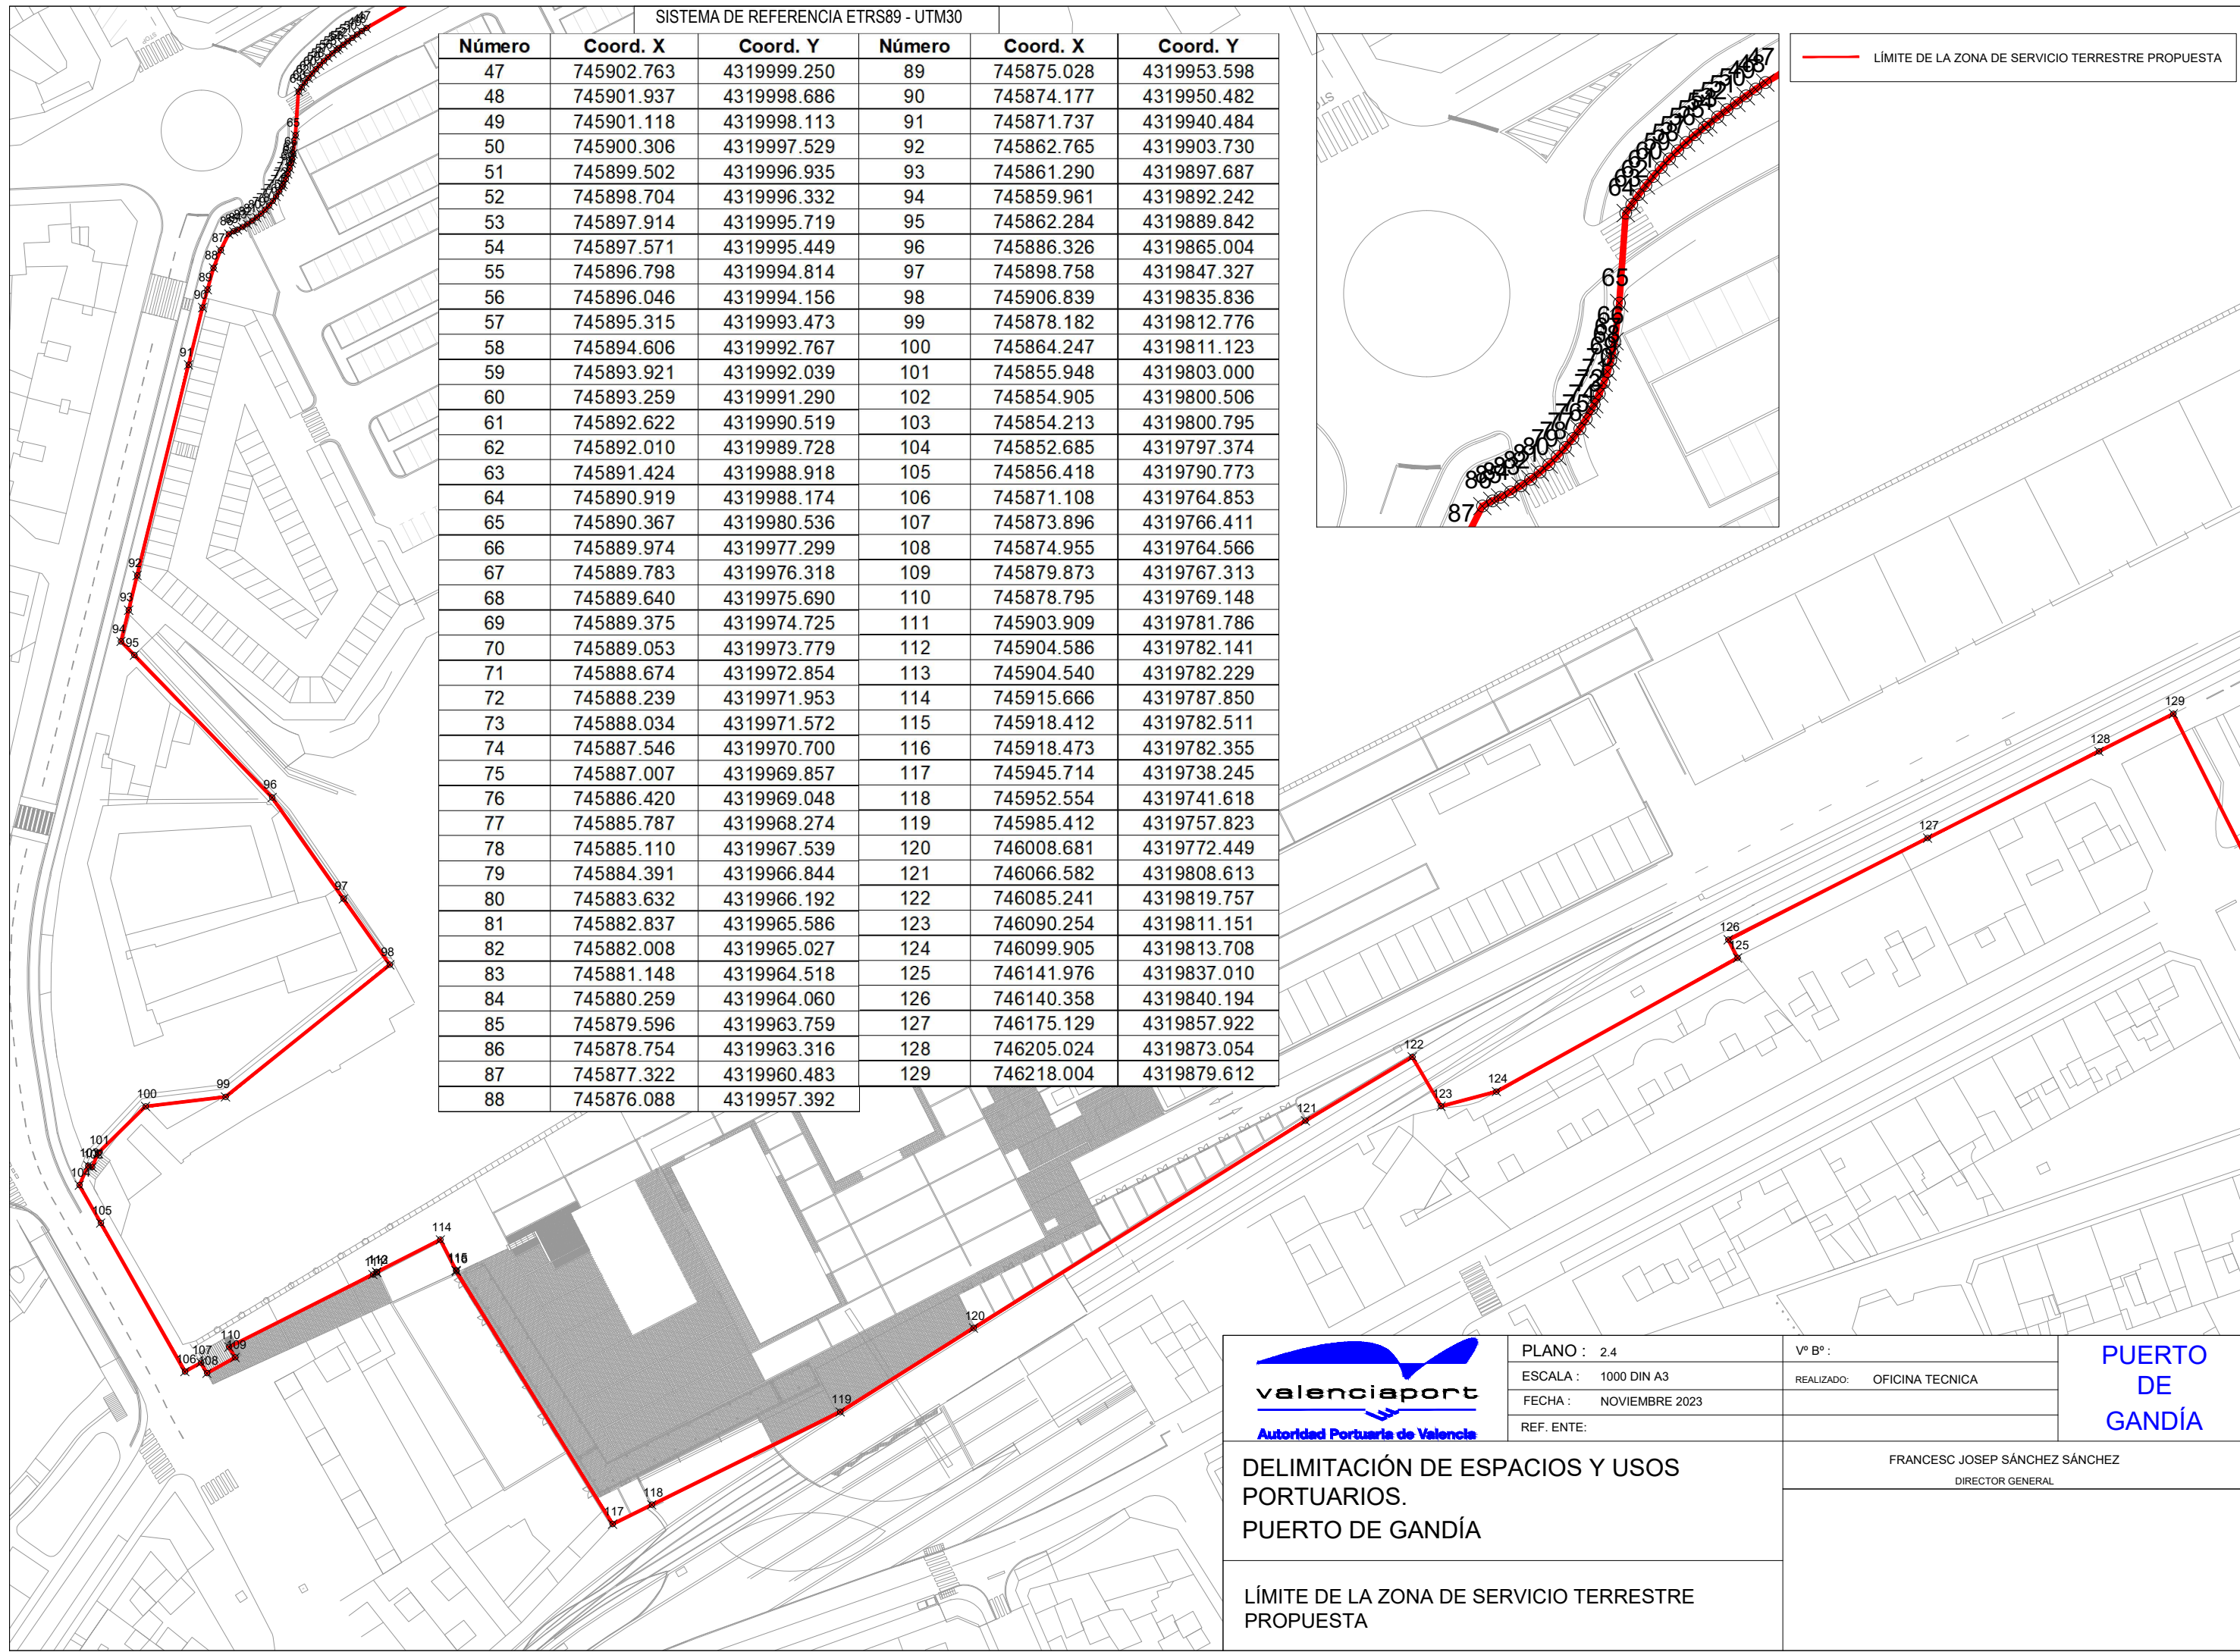 SISTEMA DE REFERENCIA ETRS89 - UTM30
Número Coord. X Coord. Y Número Coord. X Coord. Y
47 745902.763 4319999.250 89 745875.028 4319953.598
48 745901.937 4319998.686 90 745874.177 4319950.482
49 745901.118 4319998.113 91 745871.737 4319940.484
50 745900.306 4319997.529 92 745862.765 4319903.730
51 745899.502 4319996.935 93 745861.290 4319897.687
52 745898.704 4319996.332 94 745859.961 4319892.242
53 745897.914 4319995.719 95 745862.284 4319889.842
54 745897.571 4319995.449 96 745886.326 4319865.004
55 745896.798 4319994.814 97 745898.758 4319847.327
56 745896.046 4319994.156 98 745906.839 4319835.836
57 745895.315 4319993.473 99 745878.182 4319812.776
58 745894.606 4319992.767 100 745864.247 4319811.123
59 745893.921 4319992.039 101 745855.948 4319803.000
60 745893.259 4319991.290 102 745854.905 4319800.506
61 745892.622 4319990.519 103 745854.213 4319800.795
62 745892.010 4319989.728 104 745852.685 4319797.374
63 745891.424 4319988.918 105 745856.418 4319790.773
64 745890.919 4319988.174 106 745871.108 4319764.853
65 745890.367 4319980.536 107 745873.896 4319766.411
66 745889.974 4319977.299 108 745874.955 4319764.566
67 745889.783 4319976.318 109 745879.873 4319767.313
68 745889.640 4319975.690 110 745878.795 4319769.148
69 745889.375 4319974.725 111 745903.909 4319781.786
70 745889.053 4319973.779 112 745904.586 4319782.141
71 745888.674 4319972.854 113 745904.540 4319782.229
72 745888.239 4319971.953 114 745915.666 4319787.850
73 745888.034 4319971.572 115 745918.412 4319782.511
74 745887.546 4319970.700 116 745918.473 4319782.355
75 745887.007 4319969.857 117 745945.714 4319738.245
76 745886.420 4319969.048 118 745952.554 4319741.618
77 745885.787 4319968.274 119 745985.412 4319757.823
78 745885.110 4319967.539 120 746008.681 4319772.449
79 745884.391 4319966.844 121 746066.582 4319808.613
80 745883.632 4319966.192 122 746085.241 4319819.757
81 745882.837 4319965.586 123 746090.254 4319811.151
82 745882.008 4319965.027 124 746099.905 4319813.708
83 745881.148 4319964.518 125 746141.976 4319837.010
84 745880.259 4319964.060 126 746140.358 4319840.194
85 745879.596 4319963.759 127 746175.129 4319857.922
86 745878.754 4319963.316 128 746205.024 4319873.054
87 745877.322 4319960.483 129 746218.004 4319879.612
88 745876.088 4319957.392
LÍMITE DE LA ZONA DE SERVICIO TERRESTRE PROPUESTA
64
65
87
65
87
88
89
90
91
92
93
94
95
96
97
98
99
100
101
104
105
106
107
108
109
110
114
117
118
119
120
121
122
123
124
125
126
127
128
129
valenciaport
Autoridad Portuaria de Valencia
PLANO : 2.4
ESCALA : 1000 DIN A3
FECHA : NOVIEMBRE 2023
REF. ENTE:
Vº Bº :
REALIZADO: OFICINA TECNICA
PUERTO
DE
GANDÍA
FRANCESC JOSEP SÁNCHEZ SÁNCHEZ
DIRECTOR GENERAL
DELIMITACIÓN DE ESPACIOS Y USOS
PORTUARIOS.
PUERTO DE GANDÍA
LÍMITE DE LA ZONA DE SERVICIO TERRESTRE
PROPUESTA